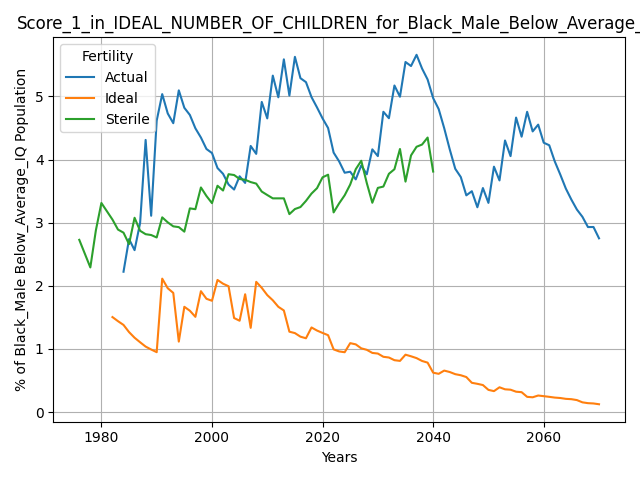 Score_1_in_IDEAL_NUMBER_OF_CHILDREN_for_Black_Male_Below_Average_
Fertility
Actual
Ideal
Sterile
% of Black_Male Below_Average_IQ Population
5
4
3
2
1
0
1980 2000 2020 2040 2060
Years